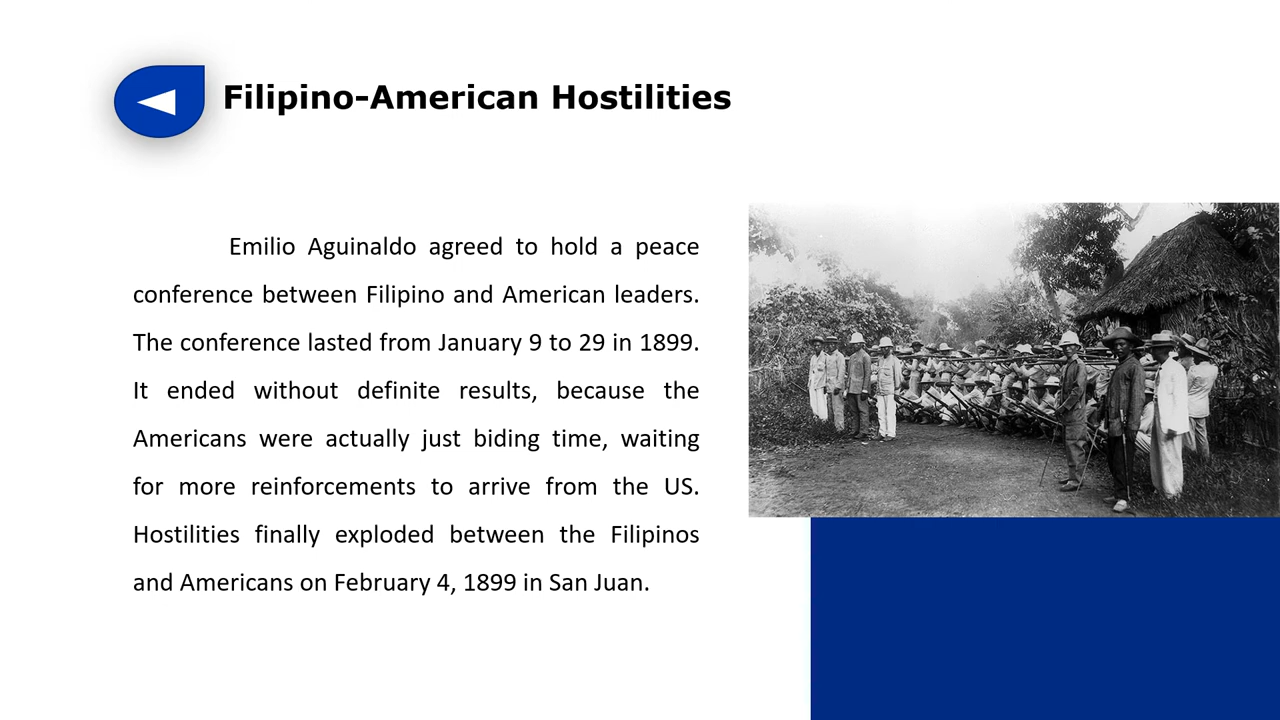 Filipino-American Hostilities
Emilio Aguinaldo agreed to hold a peace
conference between Filipino and American leaders.
The conference lasted from January 9 to 29 in 1899.
It ended without definite results, because the
Americans were actually just biding time, waiting
for more reinforcements to arrive from the US.
Hostilities finally exploded between the Filipinos
and Americans on February 4, 1899 in San Juan.